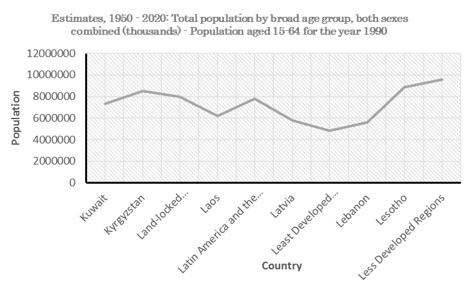 Estimates, 1950 - 2020: Total population by broad age group, both sexes
combined (thousands) - Population aged 15-64 for the year 1990
Population
12000000
10000000
8000000
6000000
4000000
2000000
0
Kuwait
Kyrgyzstan
Land-locked...
Laos
Latin America and the...
Latvia
Least Developed...
Lebanon
Lesotho
Less Developed Regions
Country